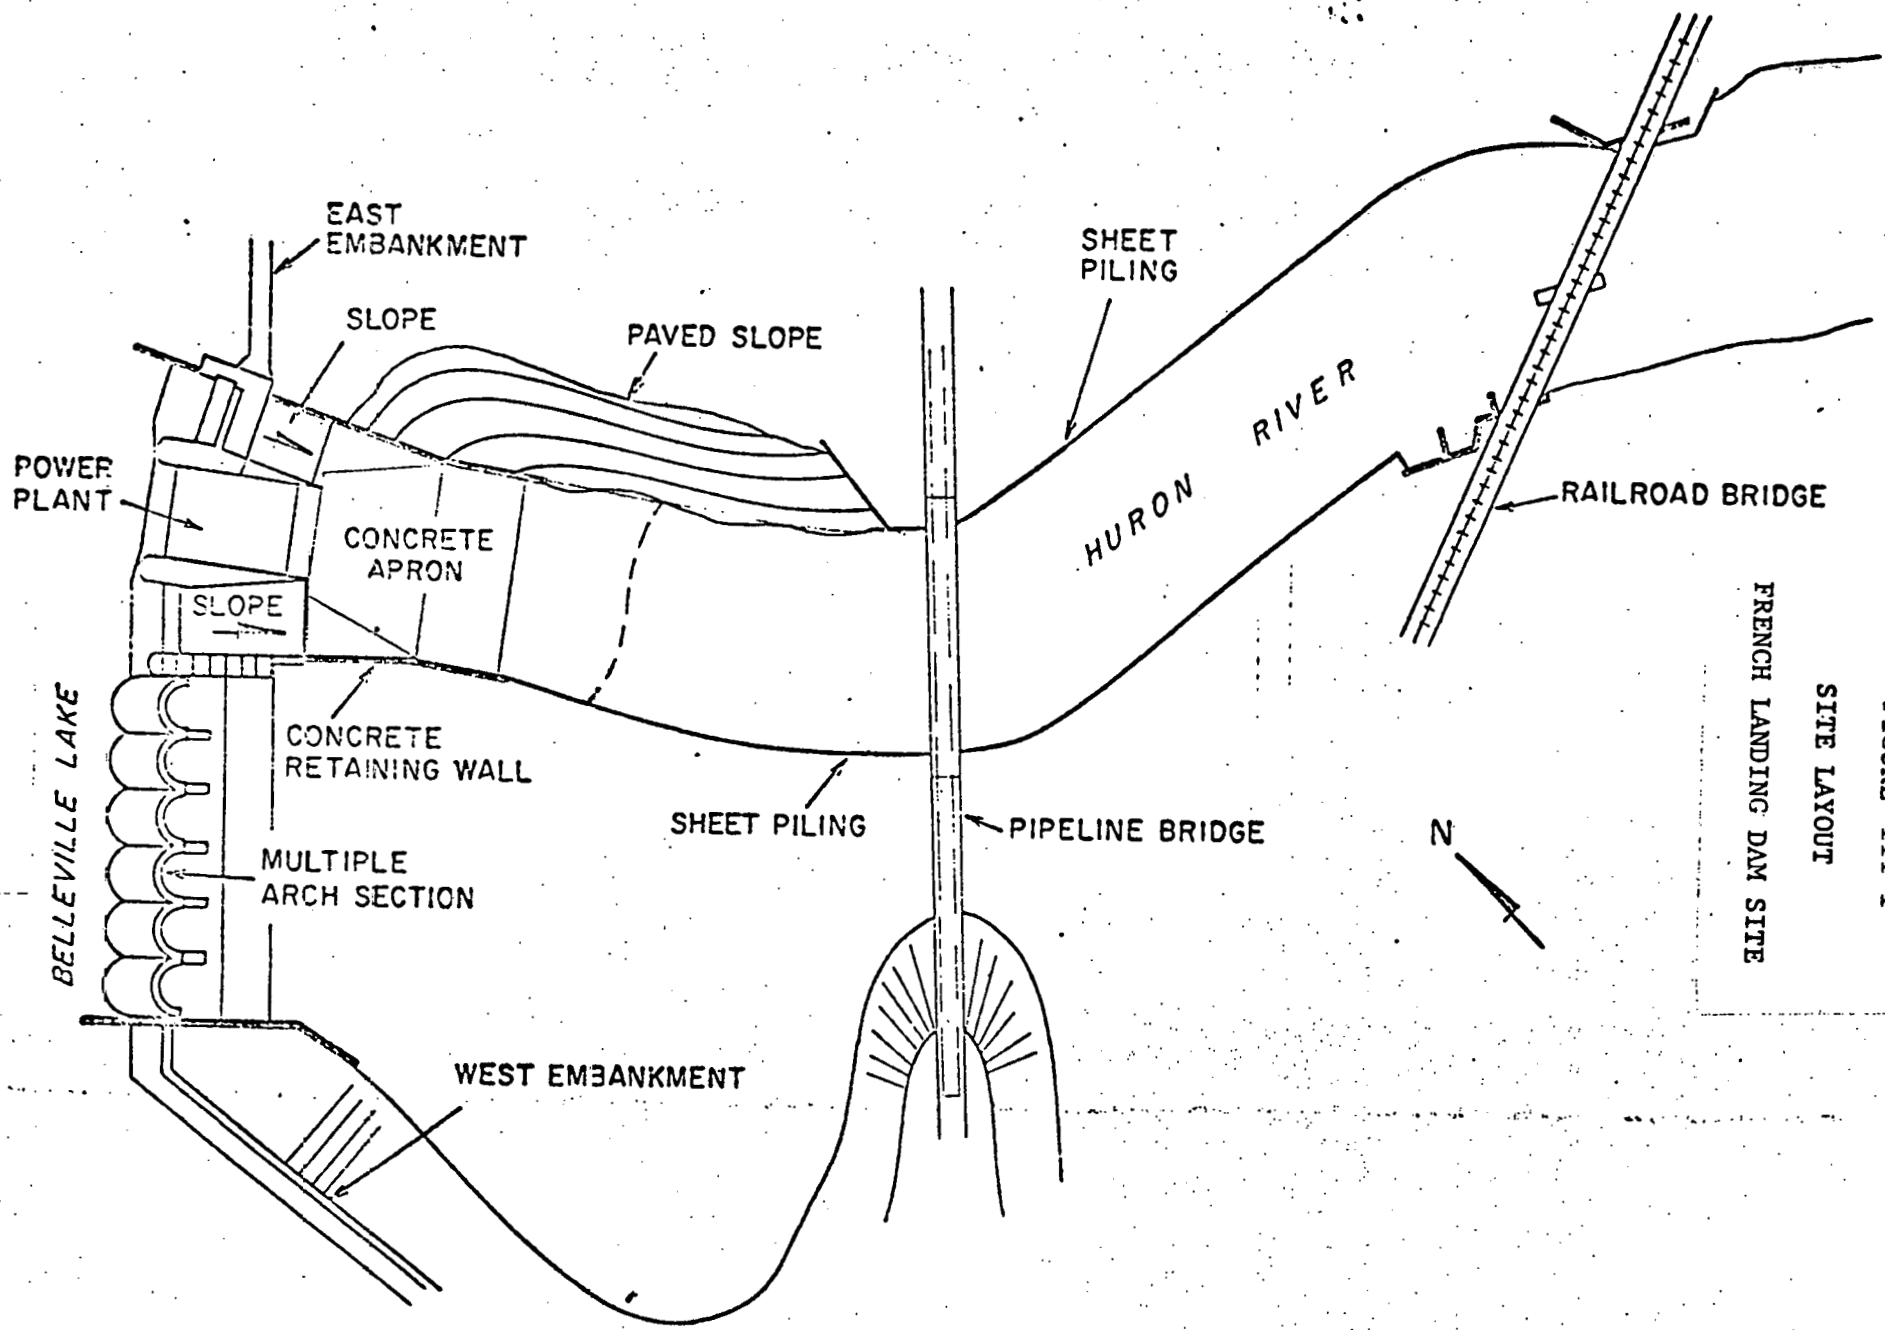 EAST
EMBANKMENT
SLOPE
PAVED SLOPE
SHEET
PILING
POWER
PLANT
CONCRETE
APRON
SLOPE
HURON RIVER
RAILROAD BRIDGE
BELLEVILLE LAKE
CONCRETE
RETAINING WALL
SHEET PILING
PIPELINE BRIDGE
MULTIPLE
ARCH SECTION
N
WEST EMBANKMENT
SITE LAYOUT
FRENCH LANDING DAM SITE